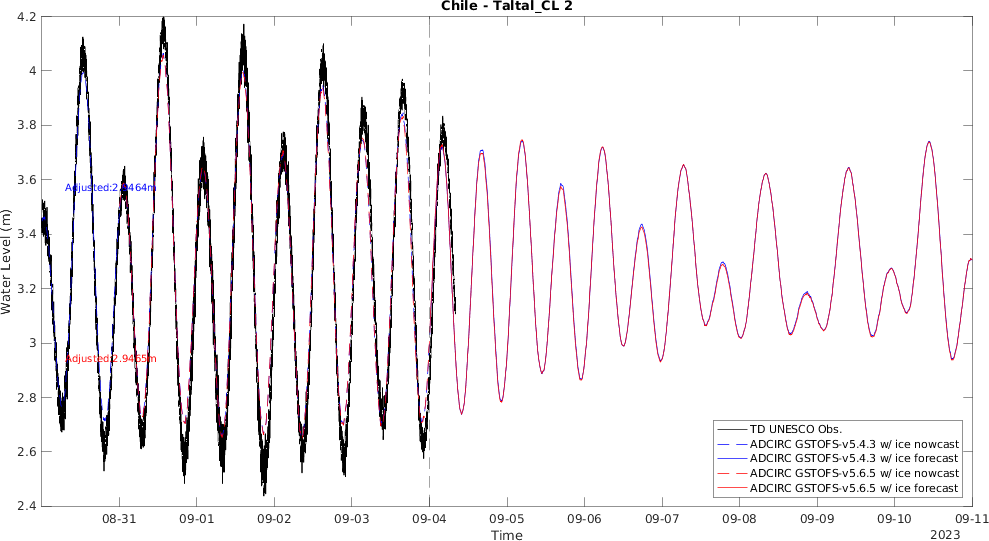 Chile - Taltal_CL 2
4.2
4
3.8
3.6
3.4
3.2
3
2.8
2.6
2.4
Water Level (m)
Adjusted:2.9464m
Adjusted:2.9465m
TD UNESCO Obs.
ADCIRC GSTOFS-v5.4.3 w/ ice nowcast
ADCIRC GSTOFS-v5.4.3 w/ ice forecast
ADCIRC GSTOFS-v5.6.5 w/ ice nowcast
ADCIRC GSTOFS-v5.6.5 w/ ice forecast
08-31 09-01 09-02 09-03 09-04 09-05 09-06 09-07 09-08 09-09 09-10 09-11
Time
2023